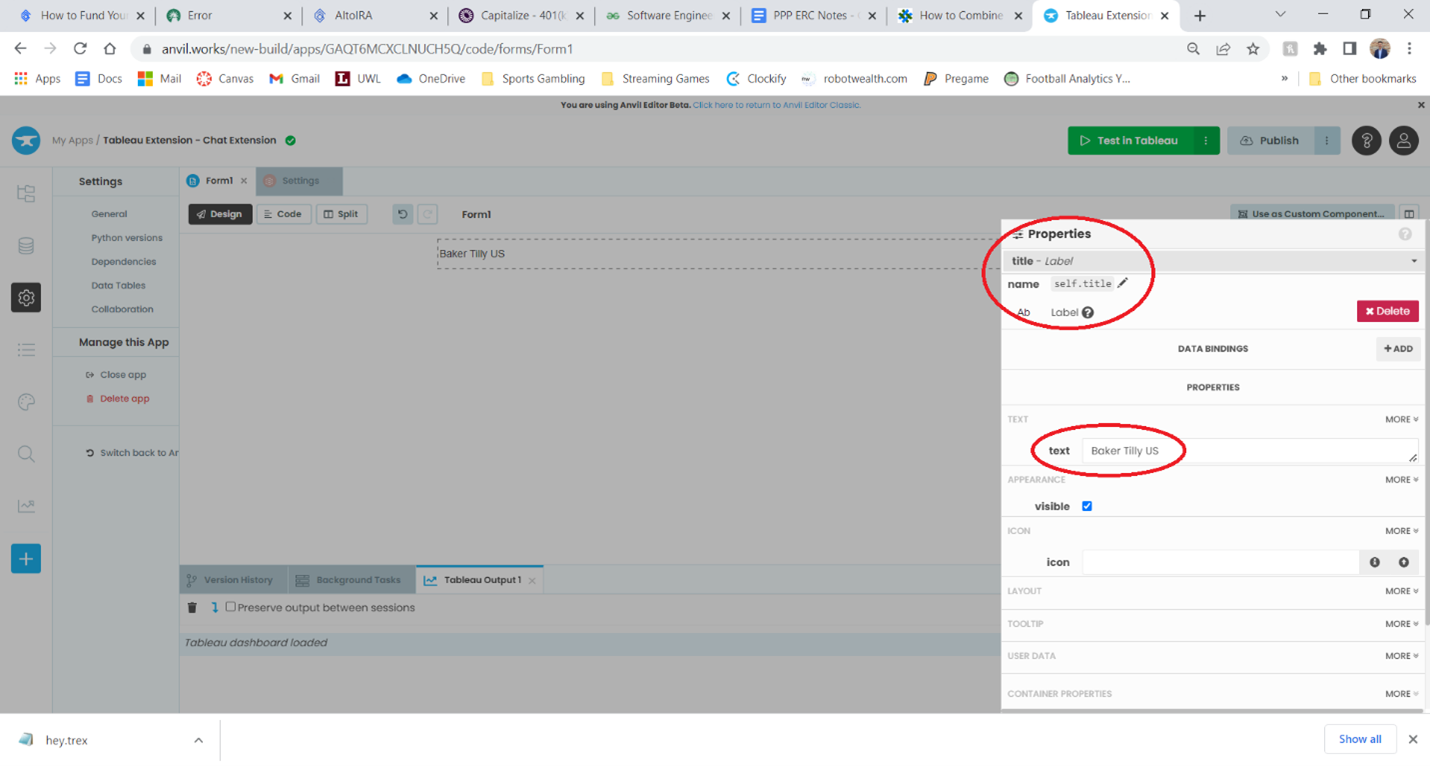 How to Fund Your
Error
AltoIRA
Capitalize - 401(k
Software Enginee
PPP ERC Notes -
How to Combine
Tableau Extension
anvil.works/new-build/apps/GAQT6MCXCLNUCH5Q/code/forms/Form1
Apps
Docs
Mail
Canvas
Gmail
L
UWL
OneDrive
Sports Gambling
Streaming Games
Clockify
nw
robotwealth.com
Pregame
Football Analytics Y...
»
Other bookmarks
You are using Anvil Editor Beta. Click here to return to Anvil Editor Classic.
My Apps / Tableau Extension - Chat Extension
Test in Tableau
Publish
?
Settings
General
Python versions
Dependencies
Data Tables
Collaboration
Manage this App
Close app
Delete app
Switch back to Ar
Form1
Settings
Design
Code
Split
Form1
Use as Custom Component...
Baker Tilly US
Properties
?
title - Label
name self.title
Ab Label ?
Delete
DATA BINDINGS
+ ADD
PROPERTIES
TEXT MORE
text Baker Tilly US
APPEARANCE MORE
visible
ICON MORE
icon
LAYOUT MORE
TOOLTIP MORE
USER DATA MORE
CONTAINER PROPERTIES MORE
Version History
Background Tasks
Tableau Output 1
Preserve output between sessions
Tableau dashboard loaded
hey.trex
Show all